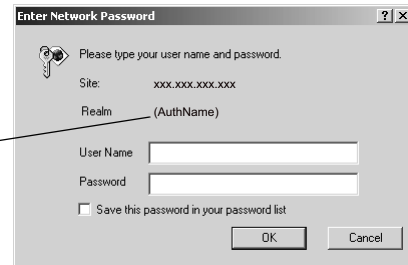 Enter Network Password
Please type your user name and password.
Site: xxx.xxx.xxx.xxx
Realm (AuthName)
User Name
Password
Save this password in your password list
OK Cancel